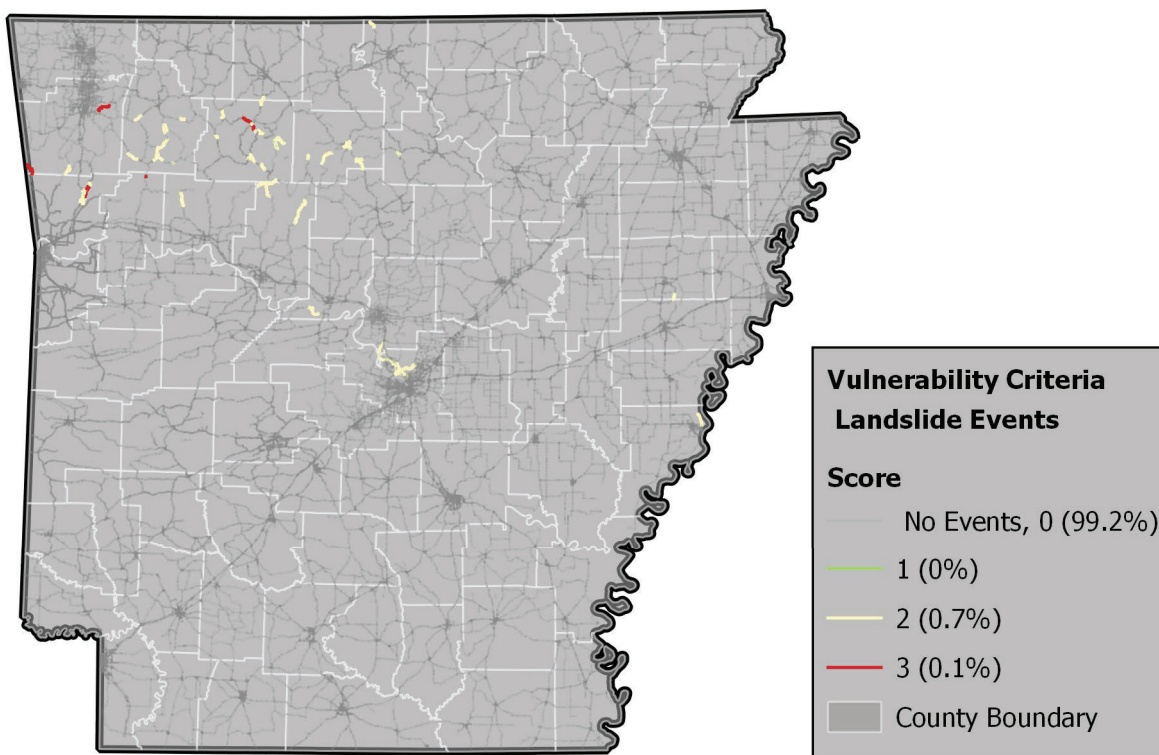 Vulnerability Criteria
Landslide Events
Score
No Events, 0 (99.2%)
1 (0%)
2 (0.7%)
3 (0.1%)
County Boundary